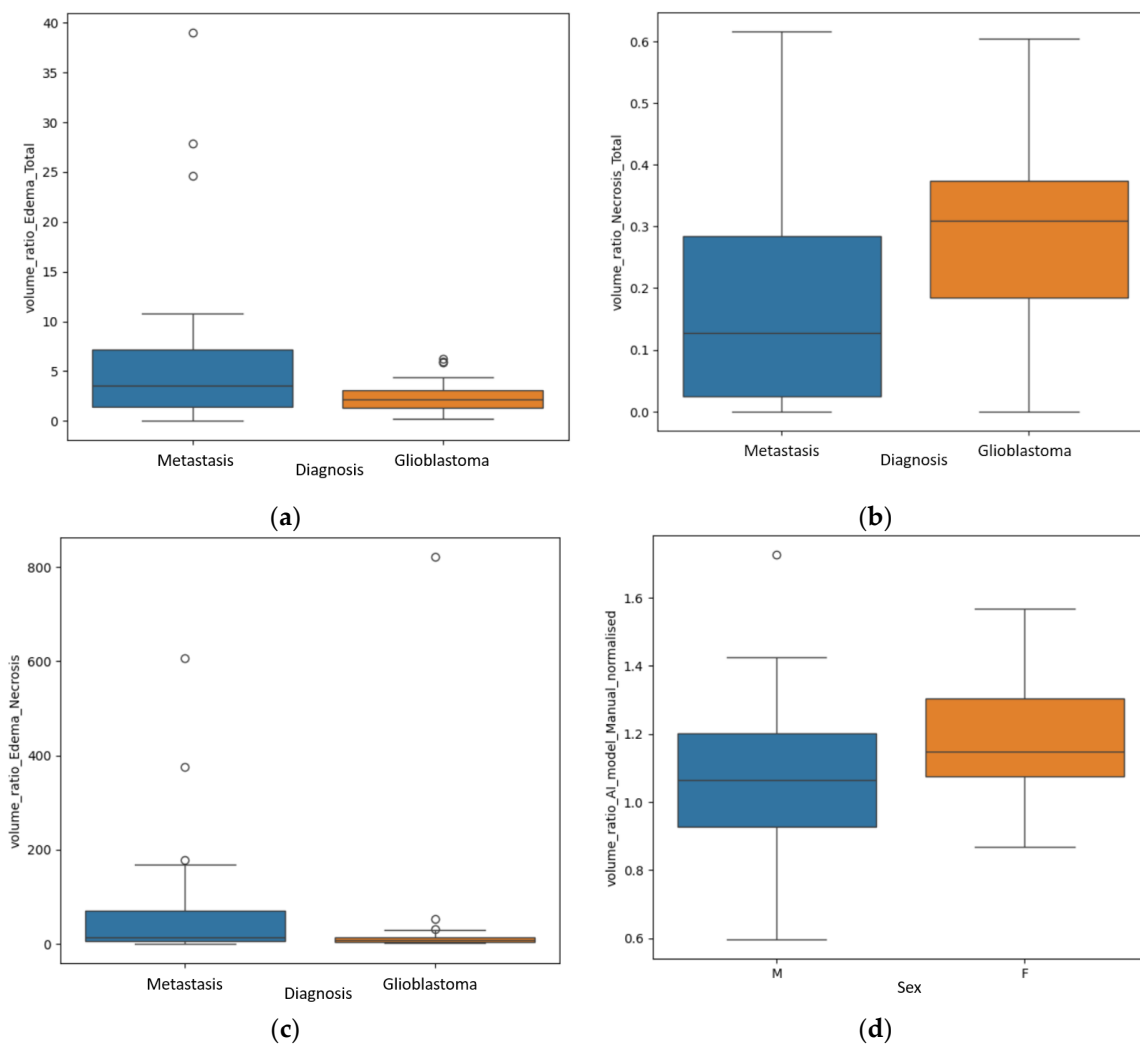 volume_ratio_Edema_Total
40
35
30
25
20
15
10
5
0
Metastasis
Glioblastoma
Diagnosis
(a)
volume_ratio_Necrosis_Total
0.6
0.5
0.4
0.3
0.2
0.1
0.0
Metastasis
Glioblastoma
Diagnosis
(b)
volume_ratio_Edema_Necrosis
800
600
400
200
0
Metastasis
Glioblastoma
Diagnosis
(c)
volume_ratio_AI_model_Manual_normalised
1.6
1.4
1.2
1.0
0.8
0.6
M
F
Sex
(d)